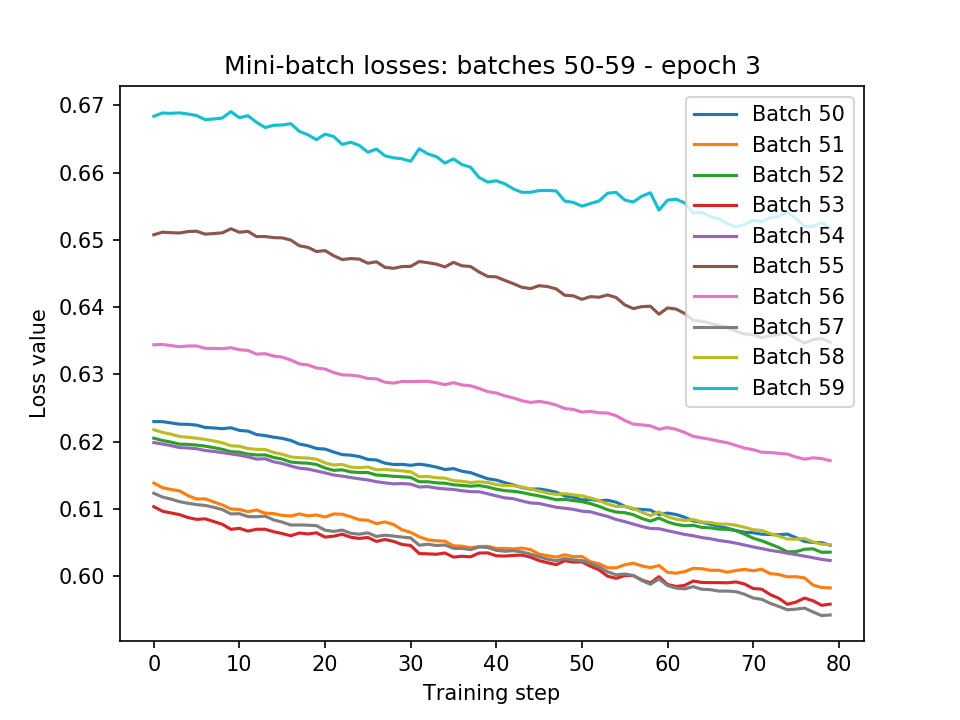 Mini-batch losses: batches 50-59 - epoch 3
0.67
0.66
0.65
0.64
0.63
0.62
0.61
0.60
Loss value
Batch 50
Batch 51
Batch 52
Batch 53
Batch 54
Batch 55
Batch 56
Batch 57
Batch 58
Batch 59
0 10 20 30 40 50 60 70 80
Training step